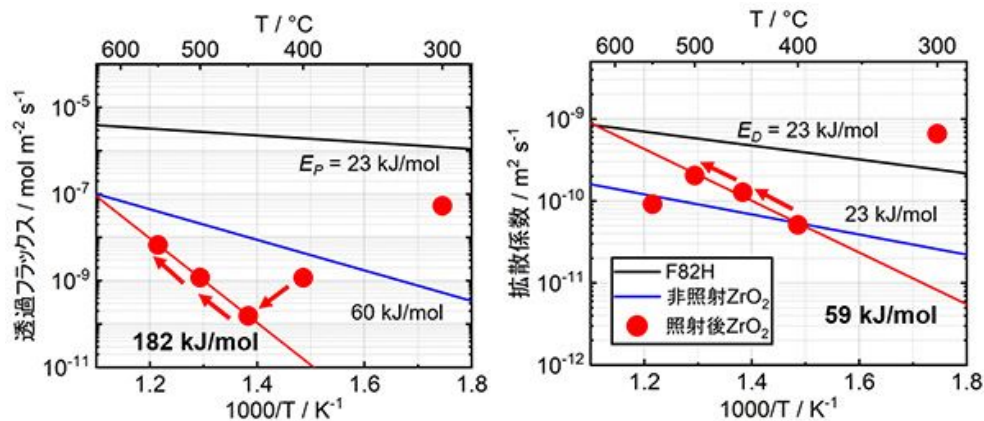 T / °C
600 500 400 300
10⁻⁵
10⁻⁷
10⁻⁹
10⁻¹¹
透過フラックス / mol m⁻² s⁻¹
E_P = 23 kJ/mol
60 kJ/mol
182 kJ/mol
1.2 1.4 1.6 1.8
1000/T / K⁻¹
T / °C
600 500 400 300
10⁻⁹
10⁻¹⁰
10⁻¹¹
10⁻¹²
拡散係数 / m² s⁻¹
E_D = 23 kJ/mol
23 kJ/mol
F82H
非照射ZrO₂
照射後ZrO₂
59 kJ/mol
1.2 1.4 1.6 1.8
1000/T / K⁻¹